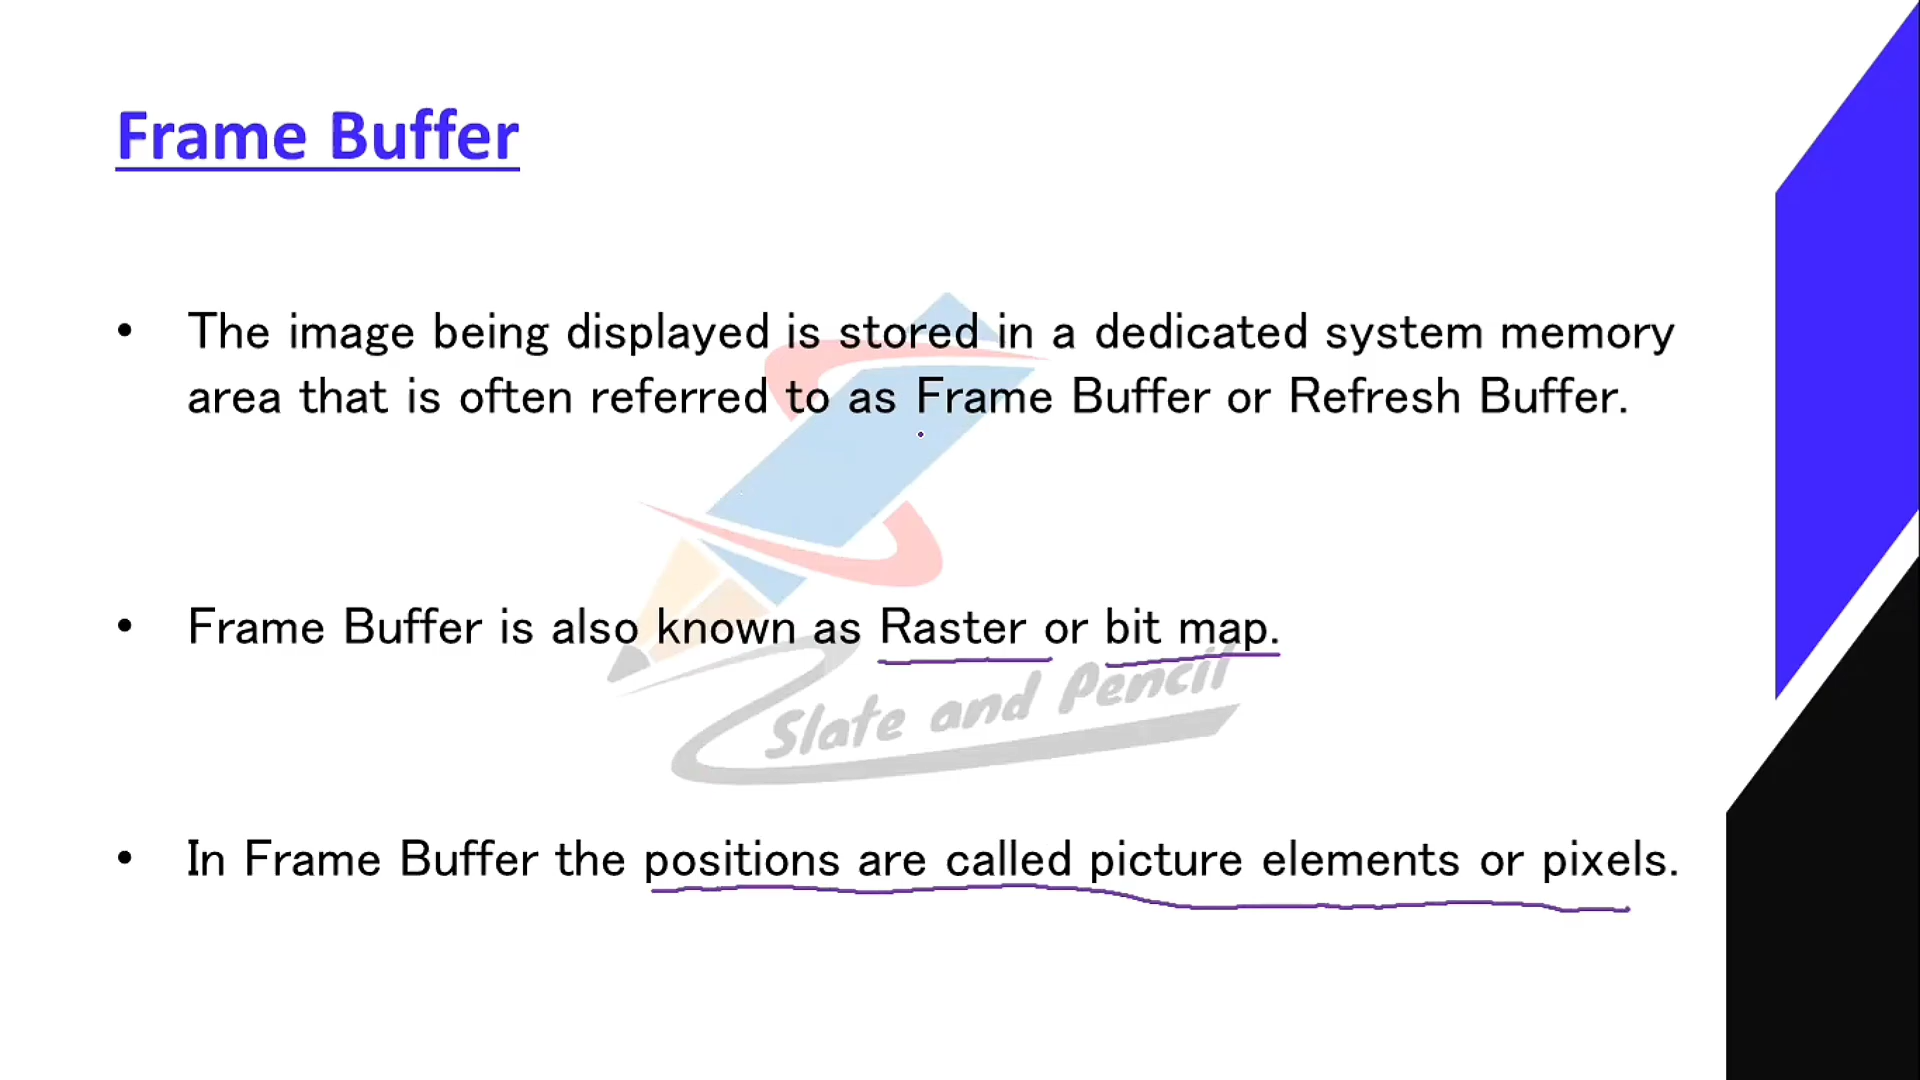 Frame Buffer
• The image being displayed is stored in a dedicated system memory
area that is often referred to as Frame Buffer or Refresh Buffer.
• Frame Buffer is also known as Raster or bit map.
Slate and Pencil
• In Frame Buffer the positions are called picture elements or pixels.